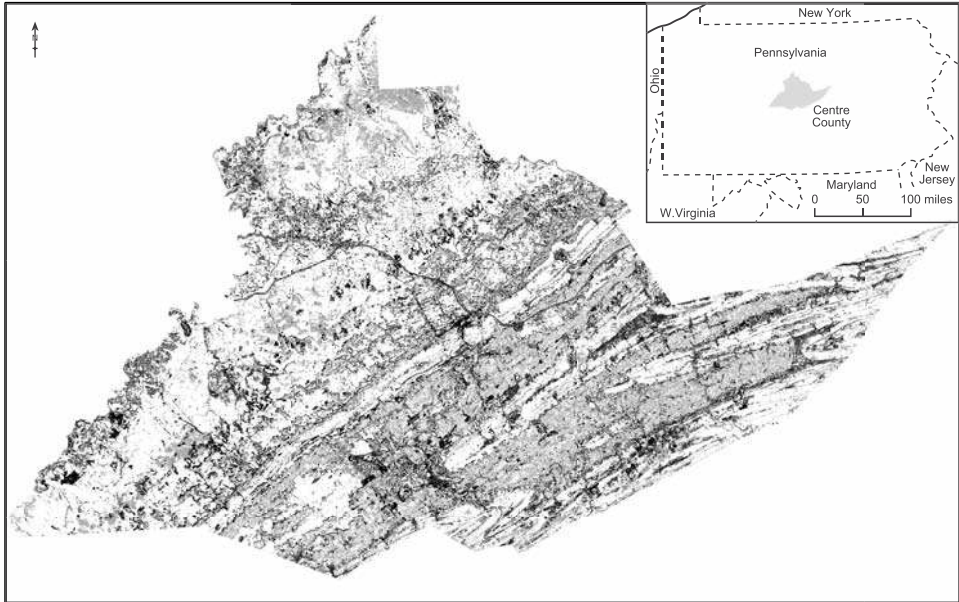 N
New York
Pennsylvania
Ohio
Centre
County
New
Jersey
Maryland
W.Virginia
0 50 100 miles